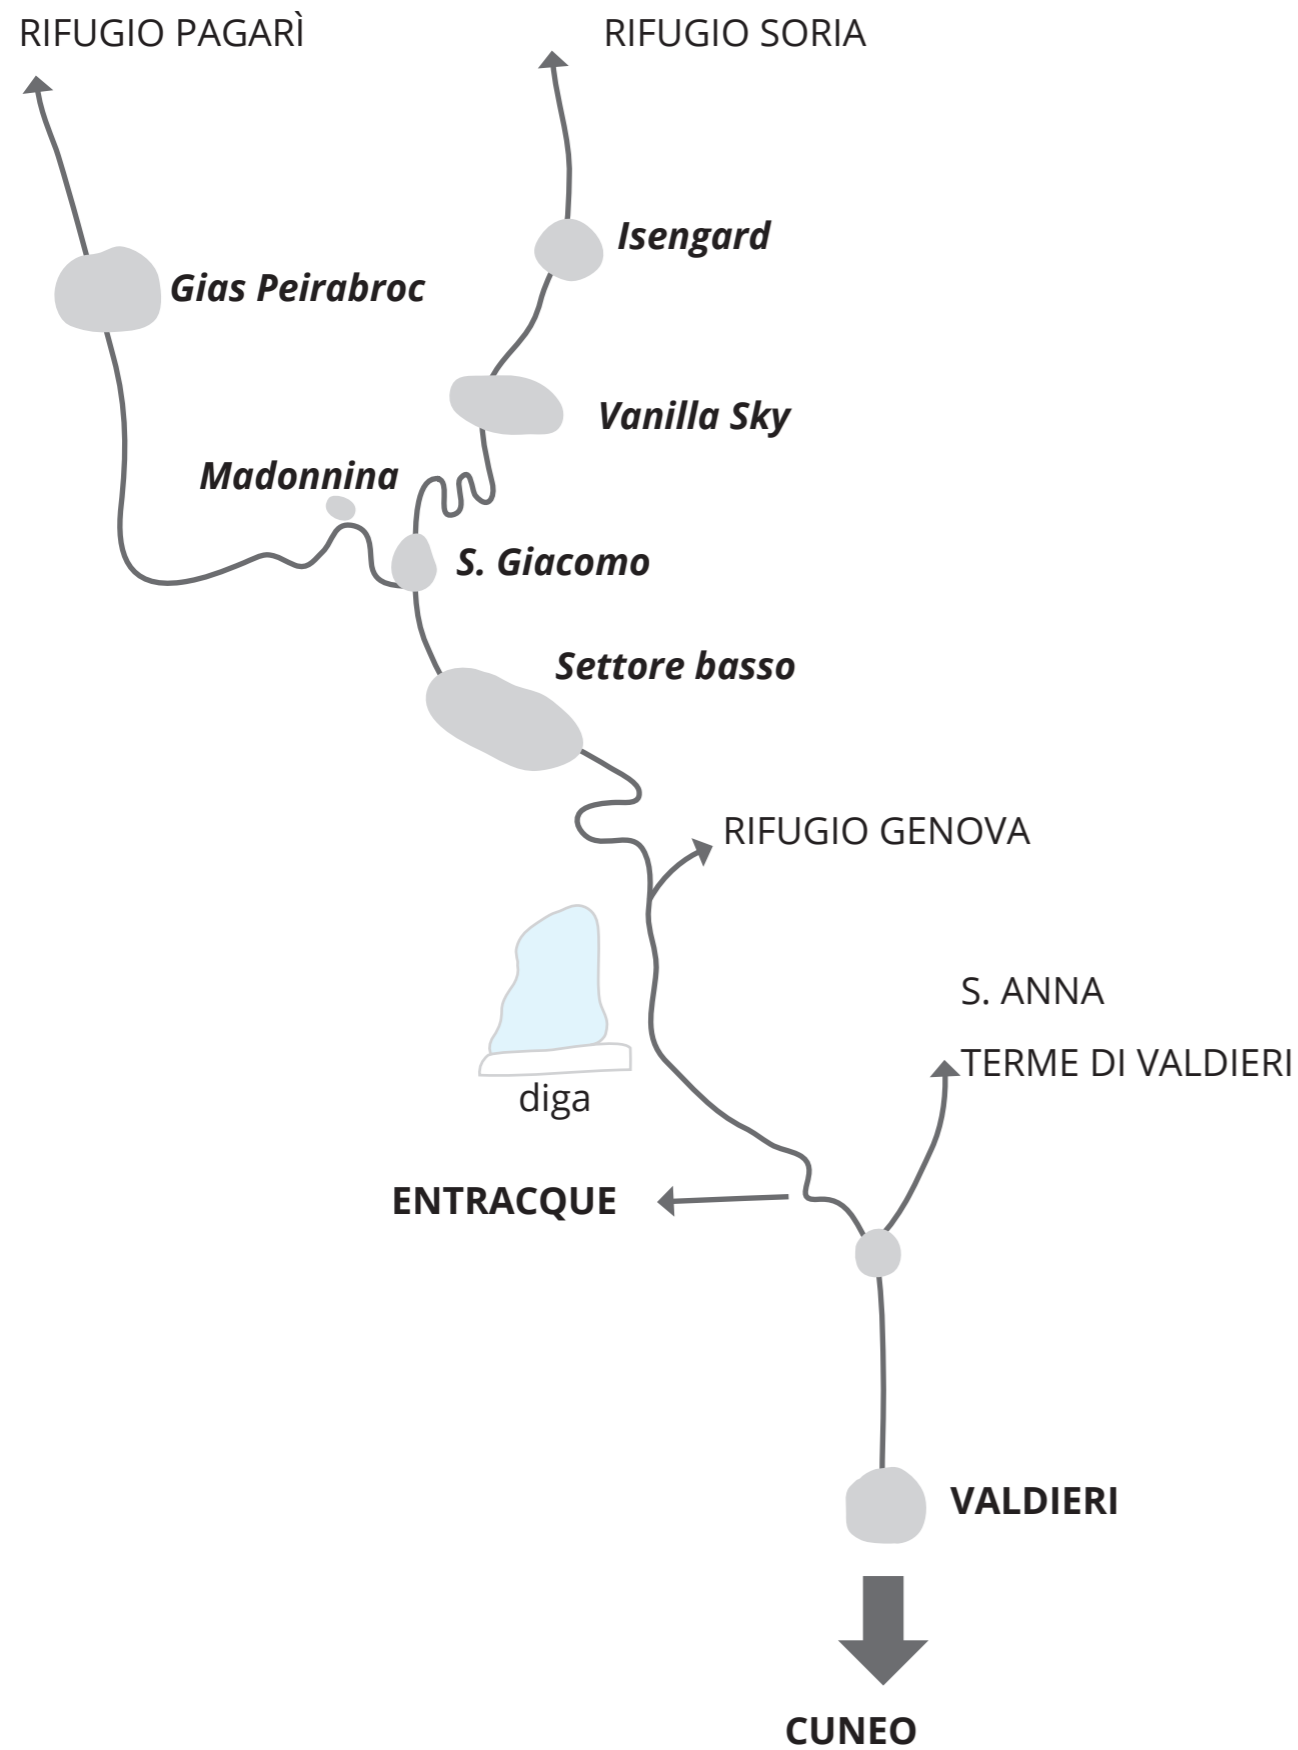 RIFUGIO PAGARÌ
RIFUGIO SORIA
Isengard
Gias Peirabroc
Vanilla Sky
Madonnina
S. Giacomo
Settore basso
RIFUGIO GENOVA
S. ANNA
TERME DI VALDIERI
diga
ENTRACQUE
VALDIERI
CUNEO